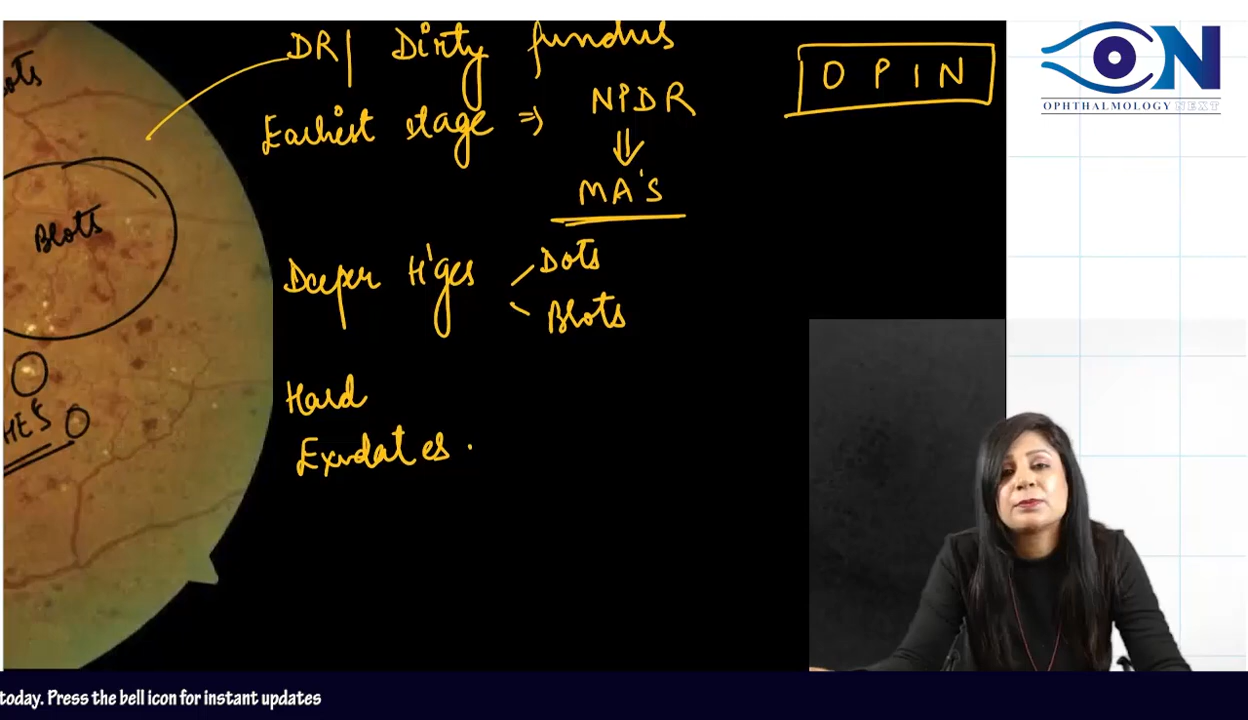 DR| Dirty fundus
Earliest stage ⇒ NPDR
⇓
MA'S
OPIN
ON
OPHTHALMOLOGY NEXT
Blots
Deeper H'ges
Dots
Blots
HES
Hard
Exudates.
today. Press the bell icon for instant updates